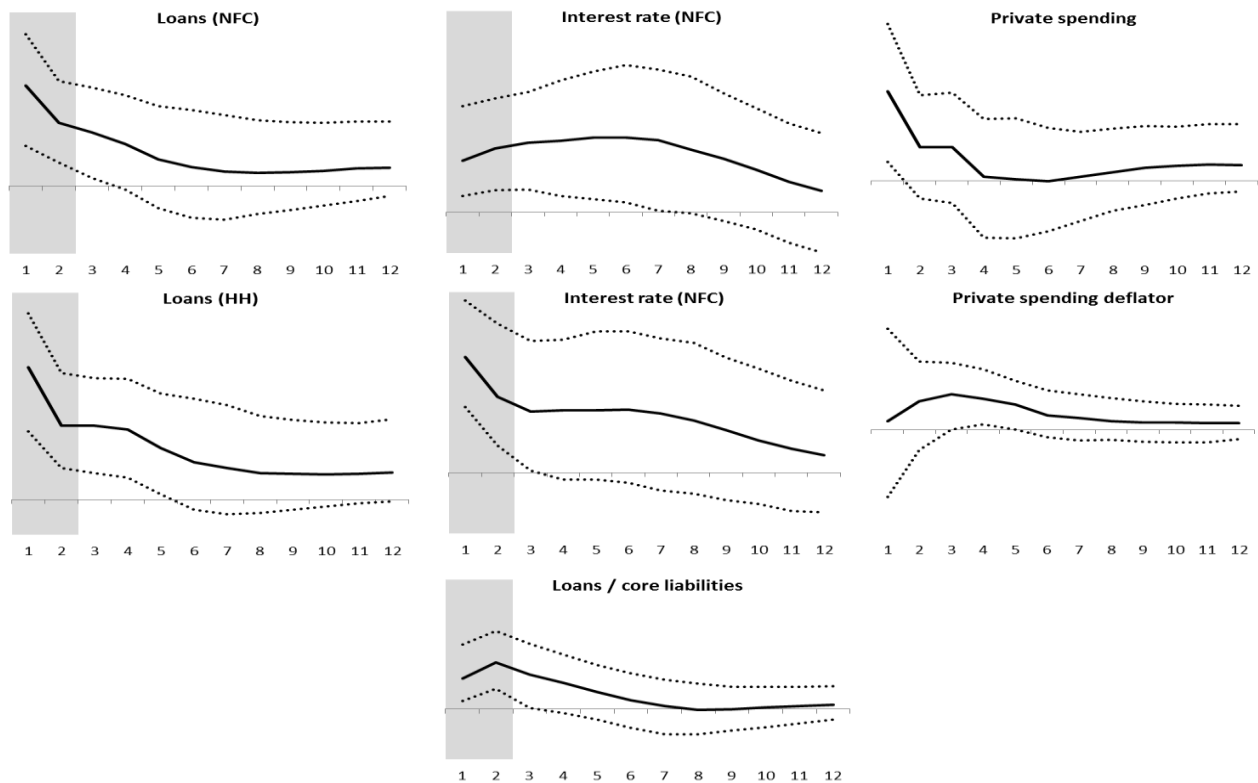 Loans (NFC)
Interest rate (NFC)
Private spending
1 2 3 4 5 6 7 8 9 10 11 12
1 2 3 4 5 6 7 8 9 10 11 12
1 2 3 4 5 6 7 8 9 10 11 12
Loans (HH)
Interest rate (NFC)
Private spending deflator
1 2 3 4 5 6 7 8 9 10 11 12
1 2 3 4 5 6 7 8 9 10 11 12
1 2 3 4 5 6 7 8 9 10 11 12
Loans / core liabilities
1 2 3 4 5 6 7 8 9 10 11 12